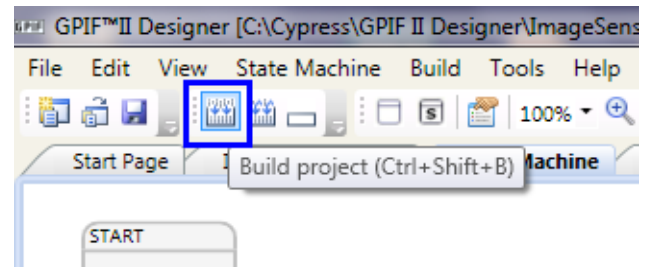 GPIF™II Designer [C:\Cypress\GPIF II Designer\ImageSens
File Edit View State Machine Build Tools Help
100%
Start Page Machine
Build project (Ctrl+Shift+B)
START